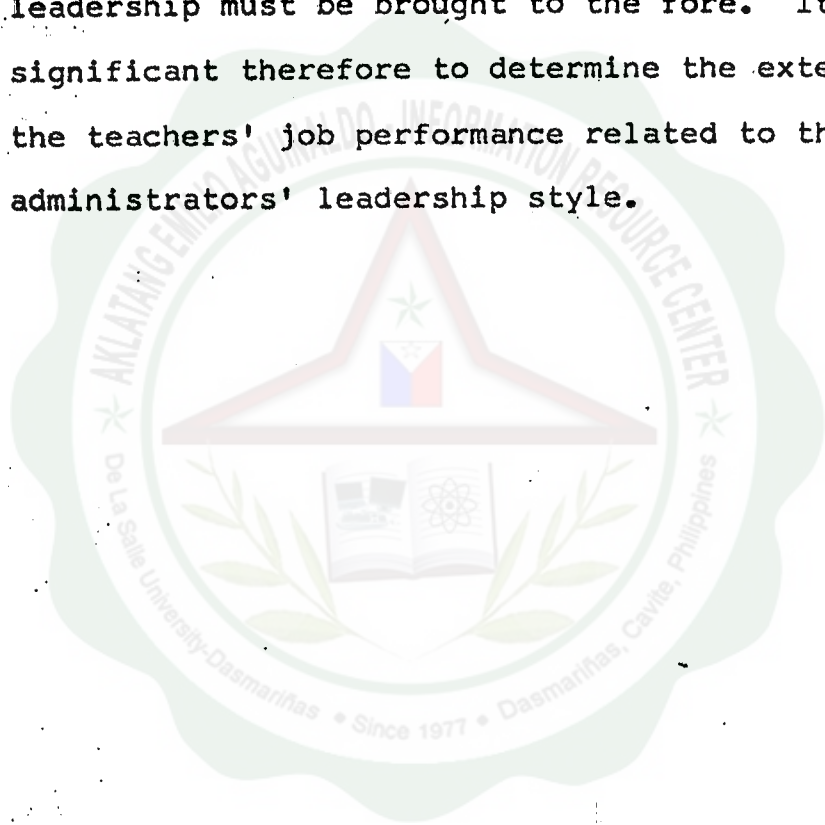 leadership must be brought to the fore. It
significant therefore to determine the exte
the teachers' job performance related to th
administrators' leadership style.
AKLATANG EMILIO AGUINALDO - INFORMATION RESOURCE CENTER
De La Salle University-Dasmariñas • Since 1977 • Dasmariñas, Cavite, Philippines